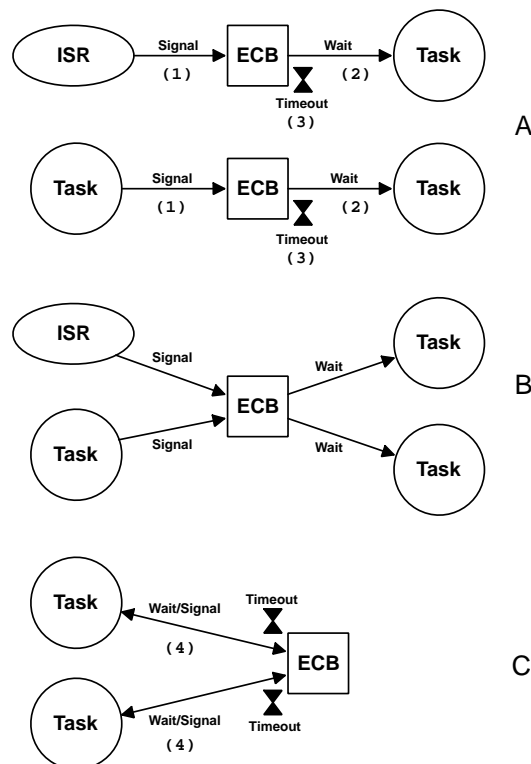 ISR Signal ECB Wait Task
(1) (2)
Timeout
(3)
A
Task Signal ECB Wait Task
(1) (2)
Timeout
(3)
ISR Signal Wait Task
ECB B
Task Signal Wait Task
Task Wait/Signal Timeout
(4)
ECB C
Task Wait/Signal Timeout
(4)